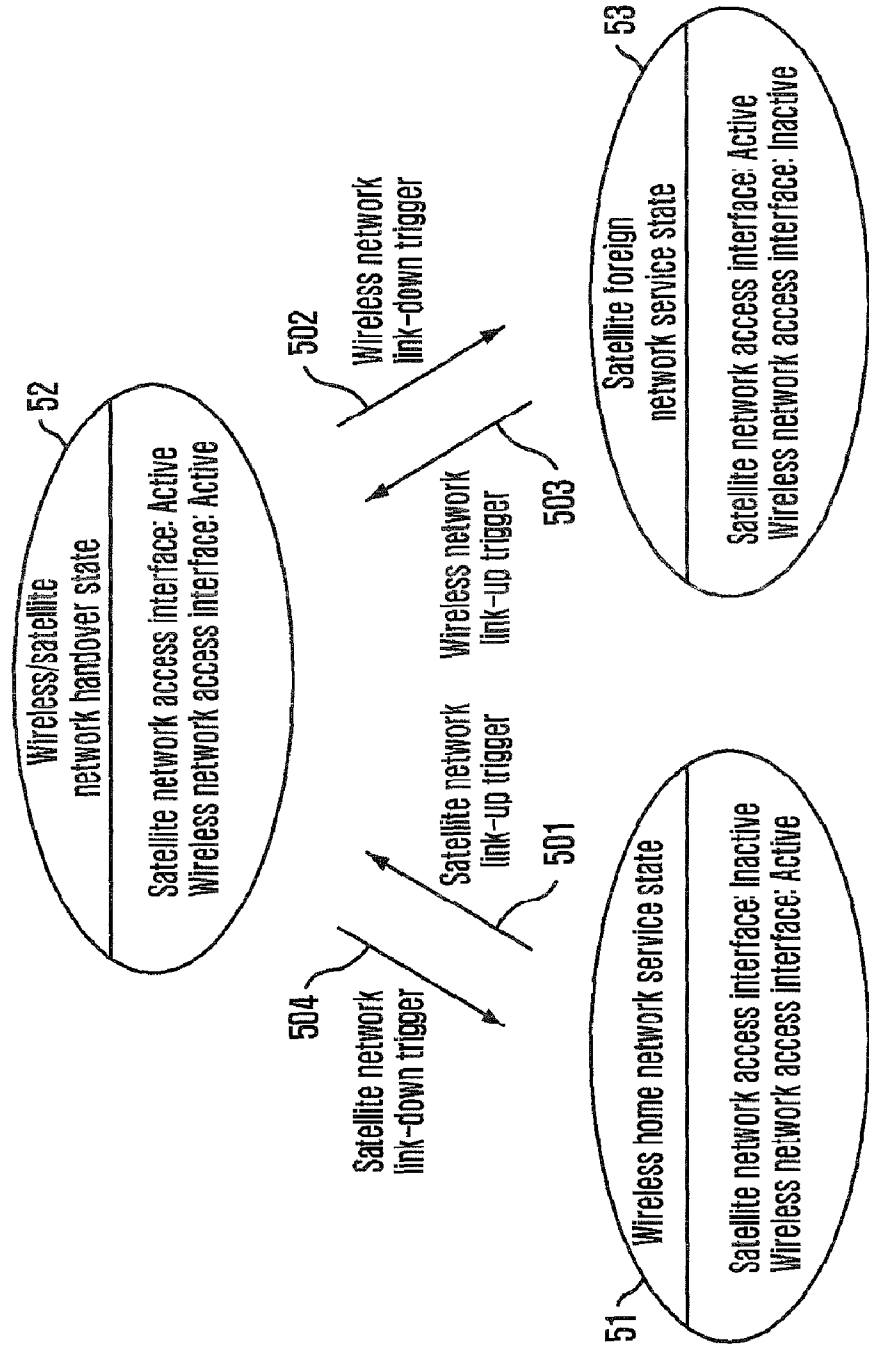 52
Wireless/satellite
network handover state
Satellite network access interface: Active
Wireless network access interface: Active
504
Satellite network
link-down trigger
Satellite network
link-up trigger
501
502
Wireless network
link-down trigger
Wireless network
link-up trigger
503
51
Wireless home network service state
Satellite network access interface: Inactive
Wireless network access interface: Active
53
Satellite foreign
network service state
Satellite network access interface: Active
Wireless network access interface: Inactive